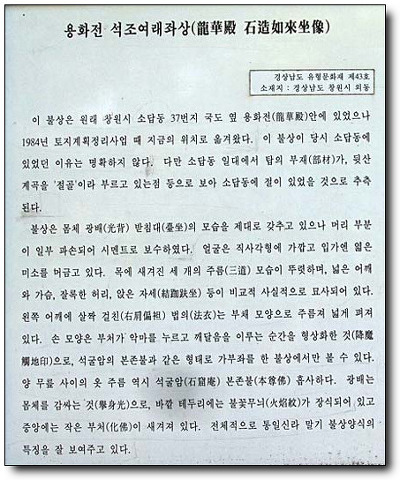 용화전 석조여래좌상(龍華殿 石造如來坐像)
경상남도 유형문화재 제43호
소재지 : 경상남도 창원시 외동
이 불상은 원래 창원시 소답동 37번지 국도 옆 용화전(龍華殿)안에 있었으나
1984년 토지계획정리사업 때 지금의 위치로 옮겨왔다. 이 불상이 당시 소답동에
있었던 이유는 명확하지 않다. 다만 소답동 일대에서 탑의 부재(部材)가, 뒷산
계곡을 '절골'이라 부르고 있는점 등으로 보아 소답동에 절이 있었을 것으로 추측
된다.
불상은 몸체 광배(光背) 받침대(臺坐)의 모습을 제대로 갖추고 있으나 머리 부분
이 일부 파손되어 시멘트로 보수하였다. 얼굴은 직사각형에 가깝고 입가엔 엷은
미소를 머금고 있다. 목에 새겨진 세 개의 주름(三道) 모습이 뚜렷하며, 넓은 어깨
와 가슴, 잘록한 허리, 앉은 자세(結跏趺坐) 등이 비교적 사실적으로 묘사되어 있다.
왼쪽 어깨에 살짝 걸친(右肩偏袒) 법의(法衣)는 부채 모양으로 주름져 넓게 펴져
있다. 손 모양은 부처가 악마를 누르고 깨달음을 이루는 순간을 형상화한 것(降魔
觸地印)으로, 석굴암의 본존불과 같은 형태로 가부좌를 한 불상에서만 볼 수 있다.
양 무릎 사이의 옷 주름 역시 석굴암(石窟庵) 본존불(本尊佛) 흡사하다. 광배는
몸체를 감싸는 것(擧身光)으로, 바깥 테두리에는 불꽃무늬(火焰紋)가 장식되어 있고
중앙에는 작은 부처(化佛)이 새겨져 있다. 전체적으로 통일신라 말기 불상양식의
특징을 잘 보여주고 있다.